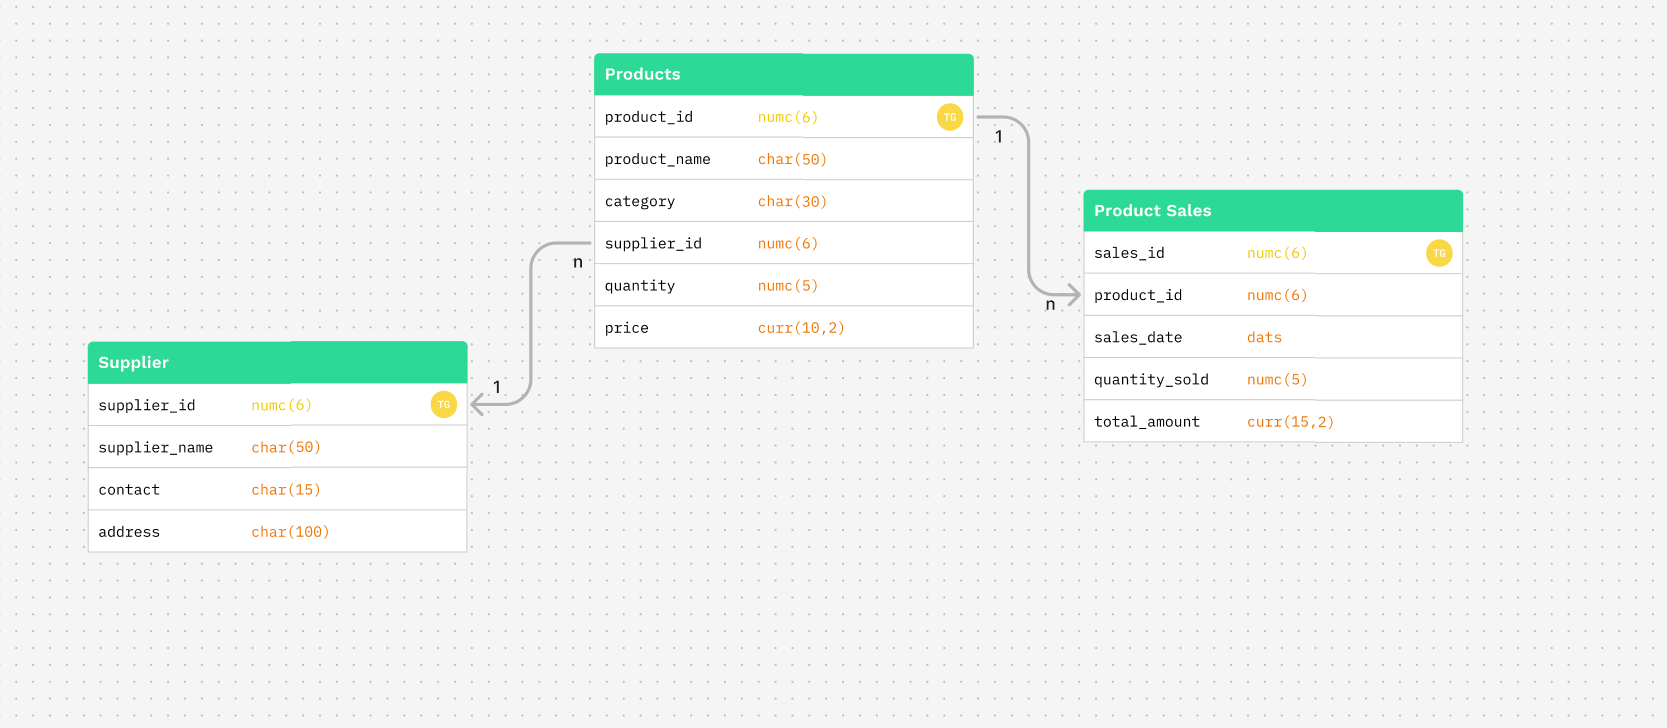 Products
product_id numc(6) TG
product_name char(50)
category char(30)
supplier_id numc(6)
quantity numc(5)
price curr(10,2)
1
n
n
1
Product Sales
sales_id numc(6) TG
product_id numc(6)
sales_date dats
quantity_sold numc(5)
total_amount curr(15,2)
Supplier
supplier_id numc(6) TG
supplier_name char(50)
contact char(15)
address char(100)